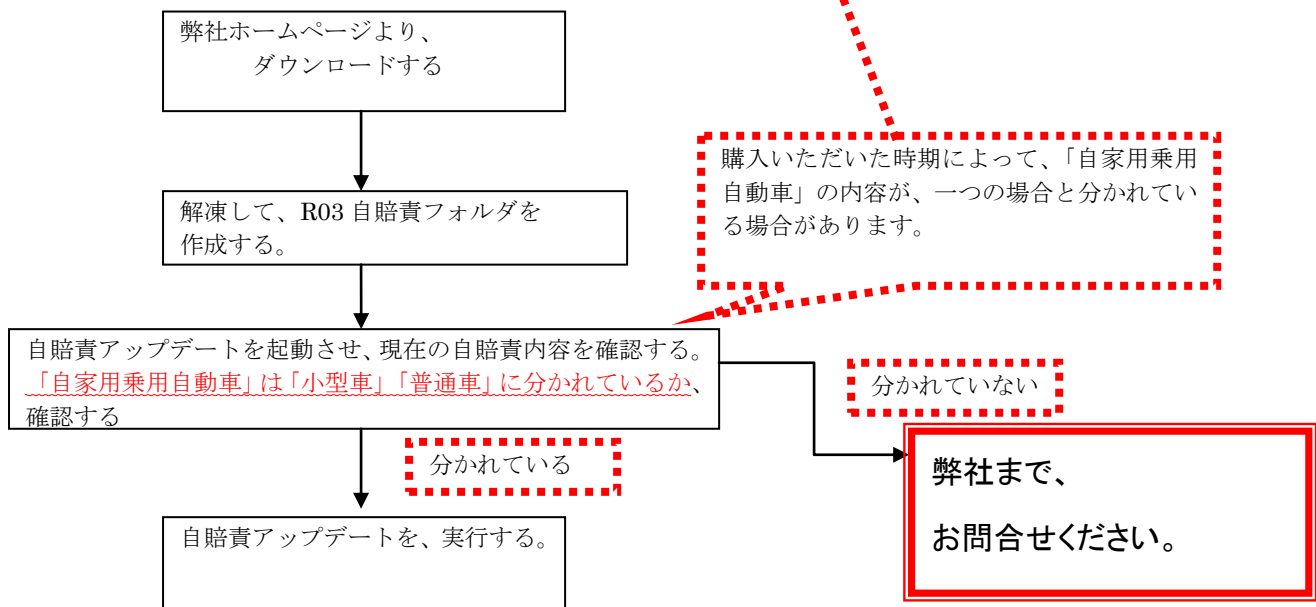 弊社ホームページより、
ダウンロードする
解凍して、R03 自賠責フォルダを
作成する。
購入いただいた時期によって、「自家用乗用
自動車」の内容が、一つの場合と分かれてい
る場合があります。
自賠責アップデートを起動させ、現在の自賠責内容を確認する。
「自家用乗用自動車」は「小型車」「普通車」に分かれているか、
確認する
分かれていない
分かれている
弊社まで、
お問合せください。
自賠責アップデートを、実行する。